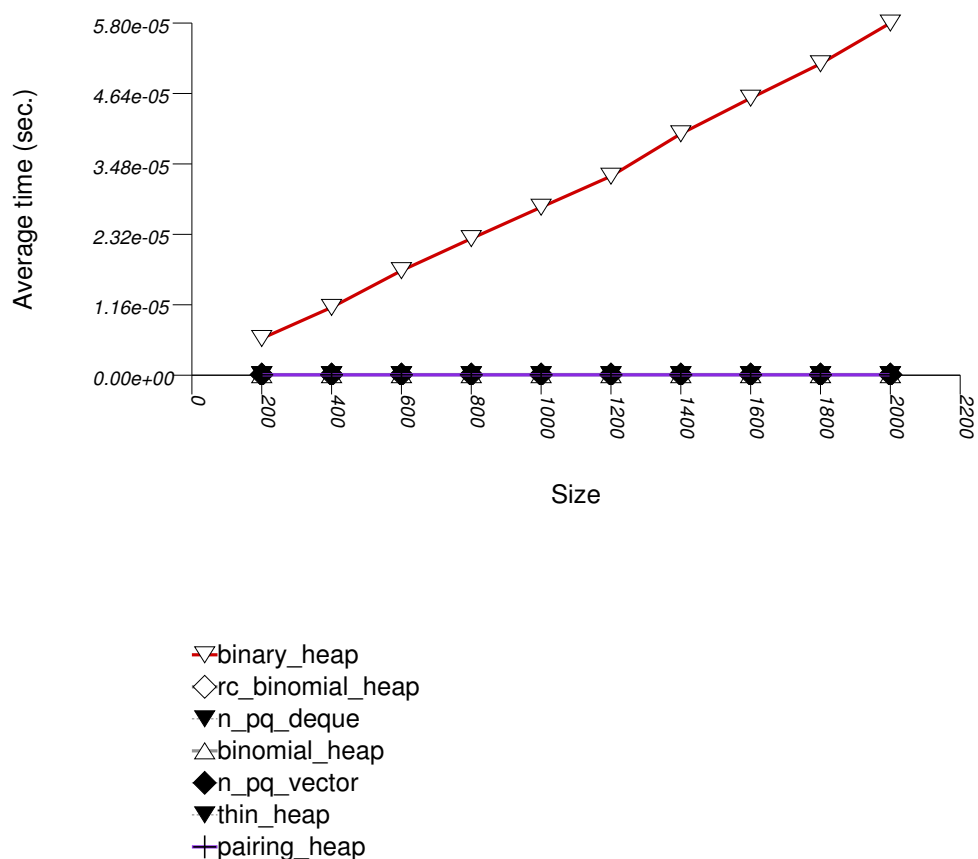 5.80e-05
4.64e-05
3.48e-05
2.32e-05
1.16e-05
0.00e+00
Average time (sec.)
0
200
400
600
800
1000
1200
1400
1600
1800
2000
2200
Size
binary_heap
rc_binomial_heap
n_pq_deque
binomial_heap
n_pq_vector
thin_heap
pairing_heap